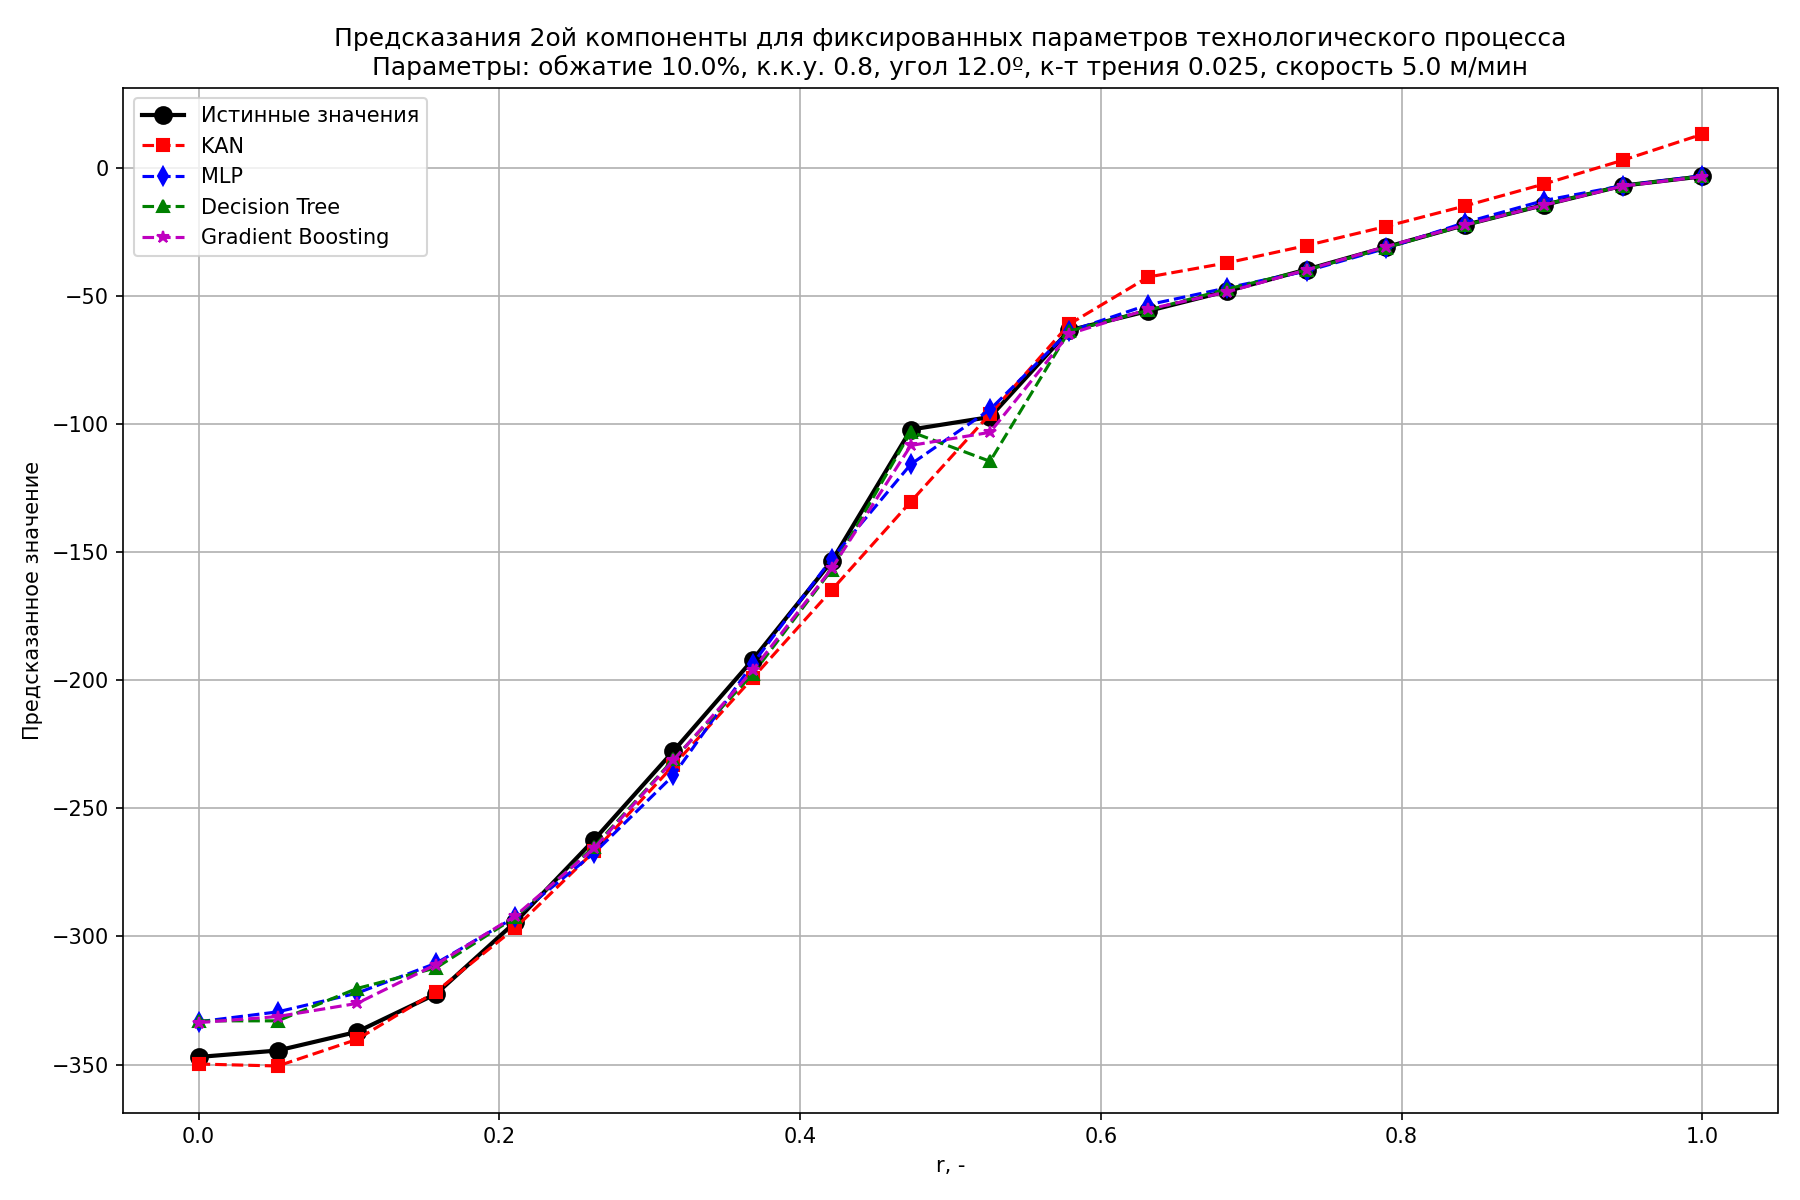 Предсказания 2ой компоненты для фиксированных параметров технологического процесса
Параметры: обжатие 10.0%, к.к.у. 0.8, угол 12.0º, к-т трения 0.025, скорость 5.0 м/мин
Истинные значения
KAN
MLP
Decision Tree
Gradient Boosting
Предсказанное значение
0
−50
−100
−150
−200
−250
−300
−350
0.0 0.2 0.4 0.6 0.8 1.0
r, -